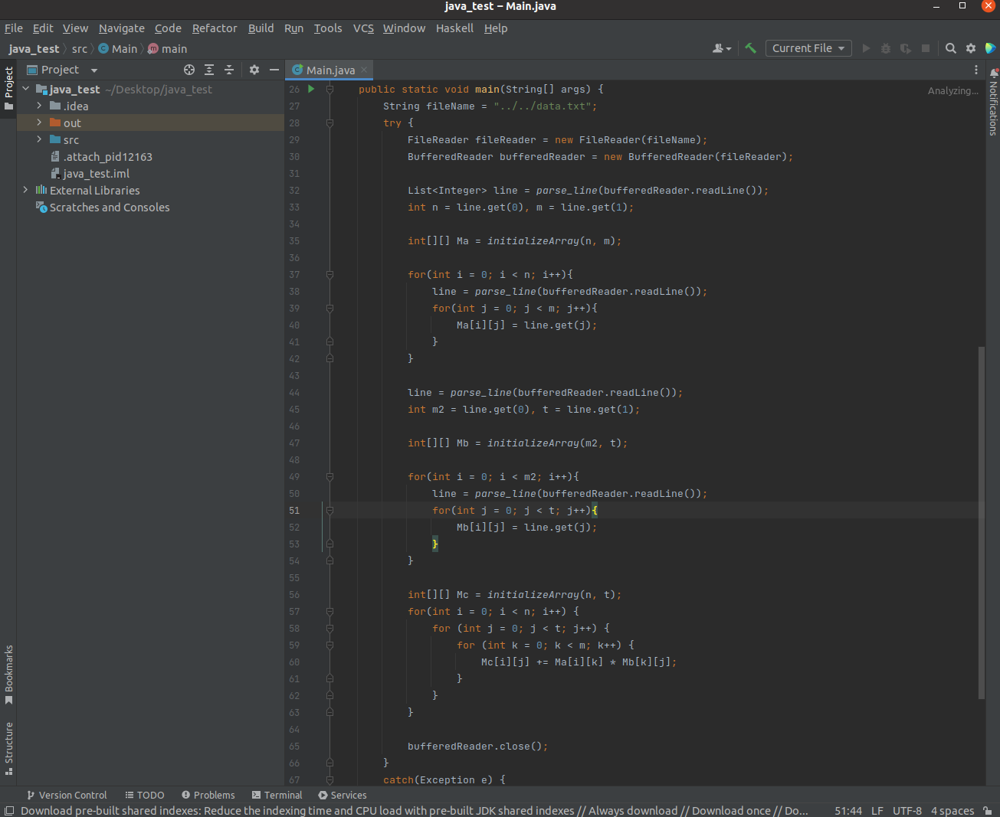 java_test – Main.java
File Edit View Navigate Code Refactor Build Run Tools VCS Window Haskell Help
java_test src Main main Current File
Project Main.java
Project
Notifications
java_test ~/Desktop/java_test
.idea
out
src
.attach_pid12163
java_test.iml
External Libraries
Scratches and Consoles
Analyzing...
26 public static void main(String[] args) {
27 String fileName = "../../data.txt";
28 try {
29 FileReader fileReader = new FileReader(fileName);
30 BufferedReader bufferedReader = new BufferedReader(fileReader);
31
32 List<Integer> line = parse_line(bufferedReader.readLine());
33 int n = line.get(0), m = line.get(1);
34
35 int[][] Ma = initializeArray(n, m);
36
37 for(int i = 0; i < n; i++){
38 line = parse_line(bufferedReader.readLine());
39 for(int j = 0; j < m; j++){
40 Ma[i][j] = line.get(j);
41 }
42 }
43
44 line = parse_line(bufferedReader.readLine());
45 int m2 = line.get(0), t = line.get(1);
46
47 int[][] Mb = initializeArray(m2, t);
48
49 for(int i = 0; i < m2; i++){
50 line = parse_line(bufferedReader.readLine());
51 for(int j = 0; j < t; j++){
52 Mb[i][j] = line.get(j);
53 }
54 }
55
56 int[][] Mc = initializeArray(n, t);
57 for(int i = 0; i < n; i++) {
58 for (int j = 0; j < t; j++) {
59 for (int k = 0; k < m; k++) {
60 Mc[i][j] += Ma[i][k] * Mb[k][j];
61 }
62 }
63 }
64
65 bufferedReader.close();
66 }
67 catch(Exception e) {
Bookmarks
Structure
Version Control TODO Problems Terminal Services
Download pre-built shared indexes: Reduce the indexing time and CPU load with pre-built JDK shared indexes // Always download // Download once // Do... 51:44 LF UTF-8 4 spaces